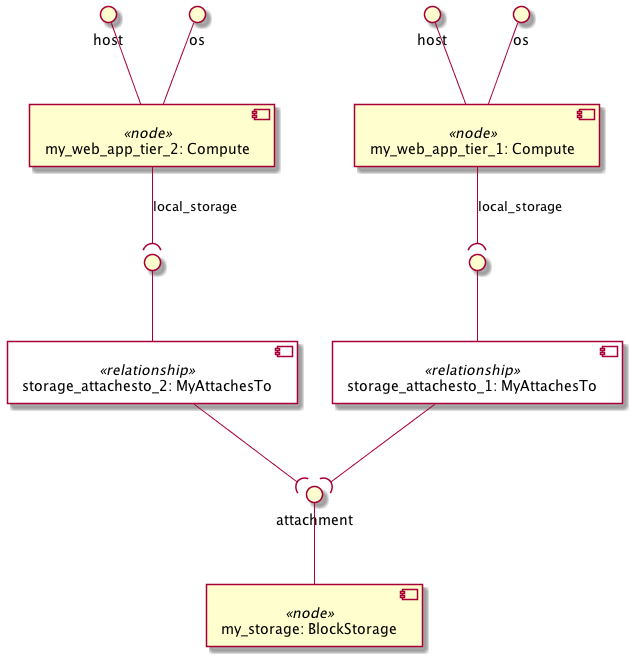 host
os
host
os
«node»
my_web_app_tier_2: Compute
«node»
my_web_app_tier_1: Compute
local_storage
local_storage
«relationship»
storage_attachesto_2: MyAttachesTo
«relationship»
storage_attachesto_1: MyAttachesTo
attachment
«node»
my_storage: BlockStorage